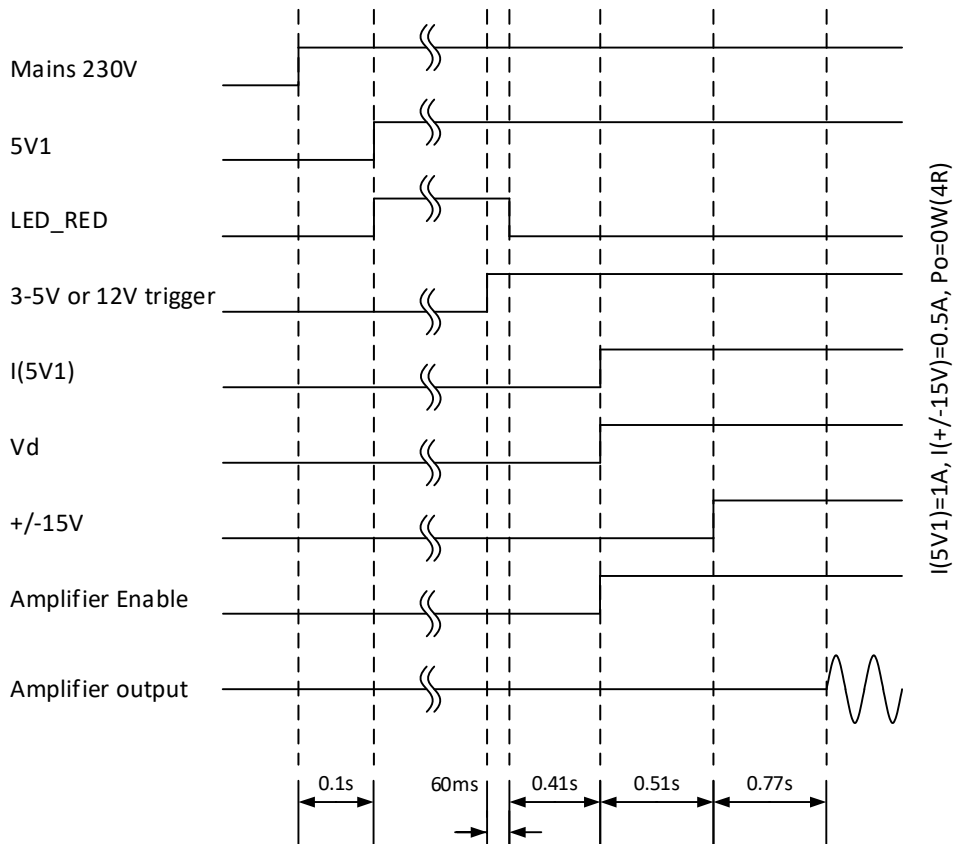 Mains 230V
5V1
LED_RED
3-5V or 12V trigger
I(5V1)
Vd
+/-15V
Amplifier Enable
Amplifier output
0.1s
60ms
0.41s
0.51s
0.77s
I(5V1)=1A, I(+/-15V)=0.5A, Po=0W(4R)